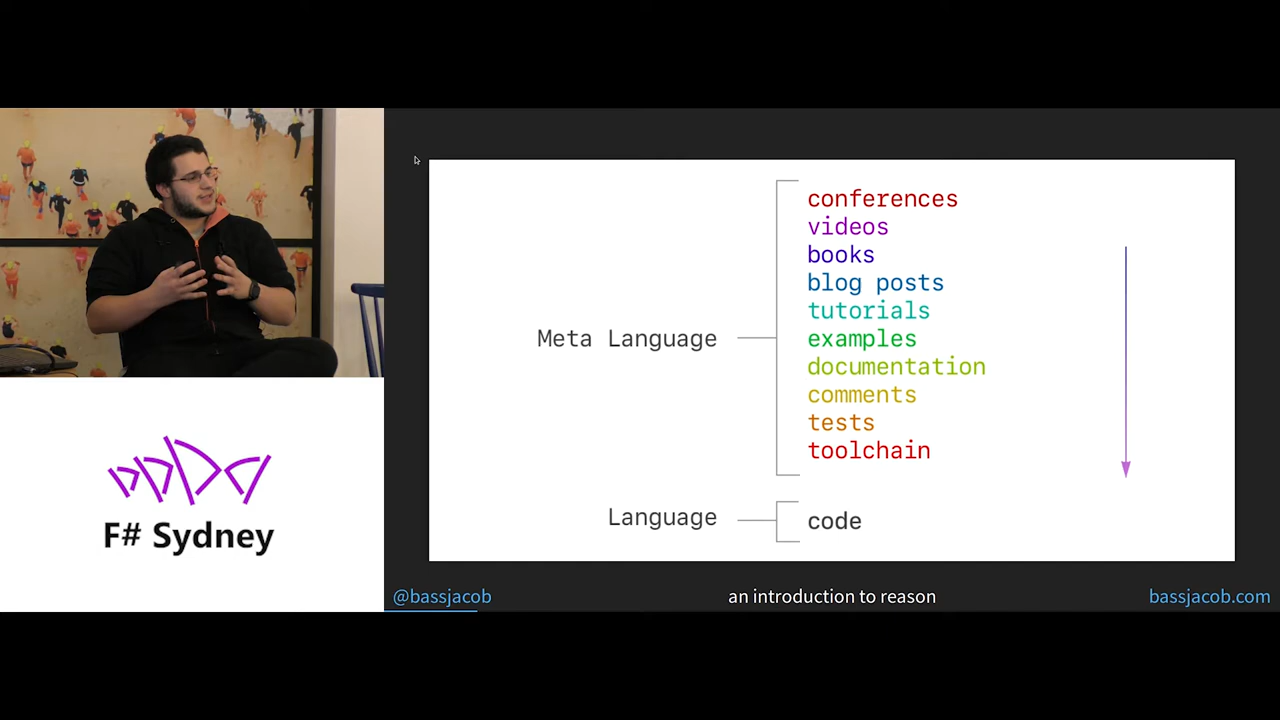 conferences
videos
books
blog posts
tutorials
Meta Language
examples
documentation
comments
tests
toolchain
Language
code
F# Sydney
@bassjacob
an introduction to reason
bassjacob.com